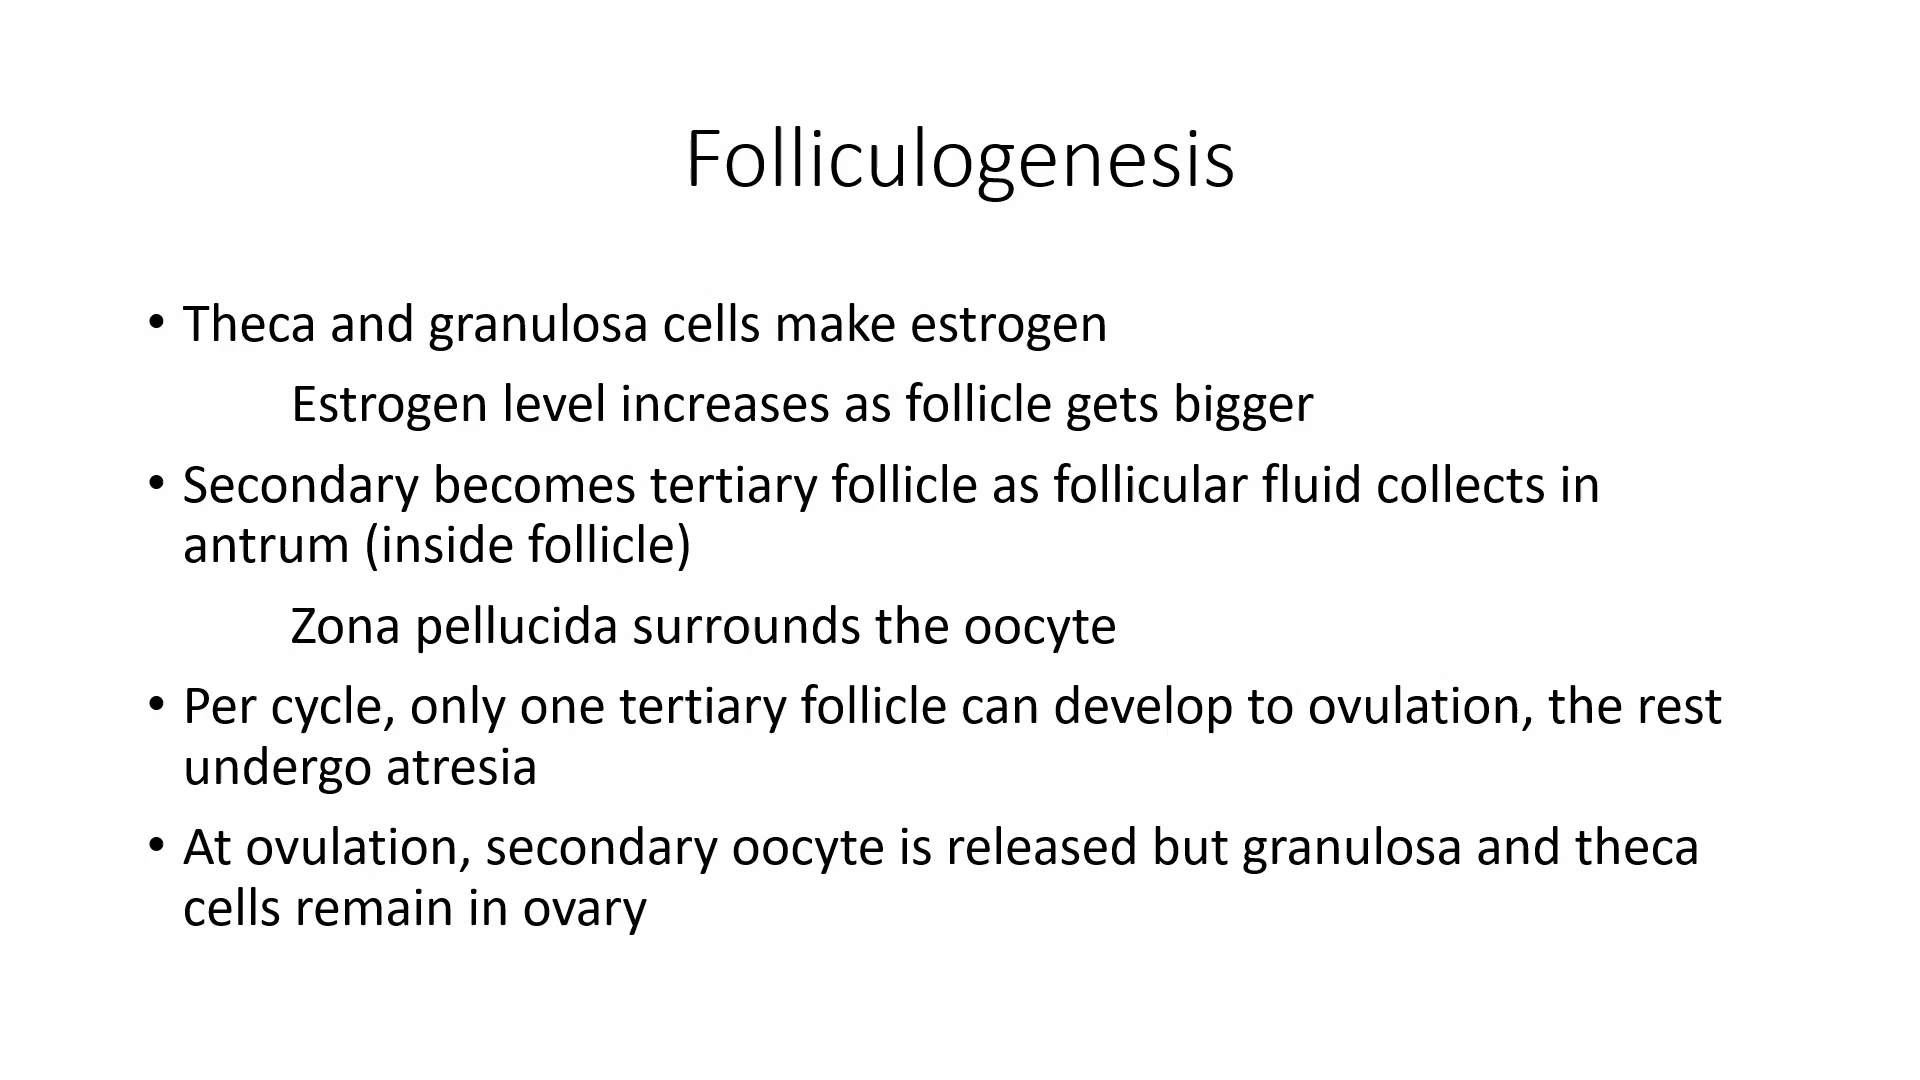 Folliculogenesis
• Theca and granulosa cells make estrogen
Estrogen level increases as follicle gets bigger
• Secondary becomes tertiary follicle as follicular fluid collects in
antrum (inside follicle)
Zona pellucida surrounds the oocyte
• Per cycle, only one tertiary follicle can develop to ovulation, the rest
undergo atresia
• At ovulation, secondary oocyte is released but granulosa and theca
cells remain in ovary